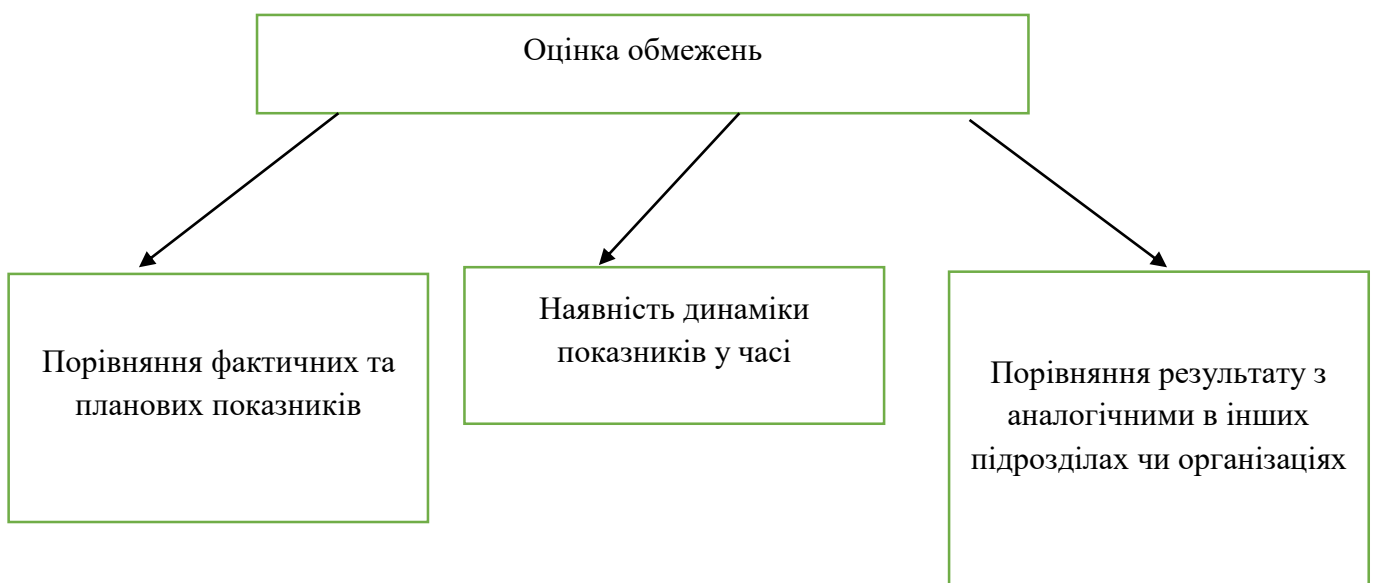 Оцінка обмежень
Порівняння фактичних та
планових показників
Наявність динаміки
показників у часі
Порівняння результату з
аналогічними в інших
підрозділах чи організаціях